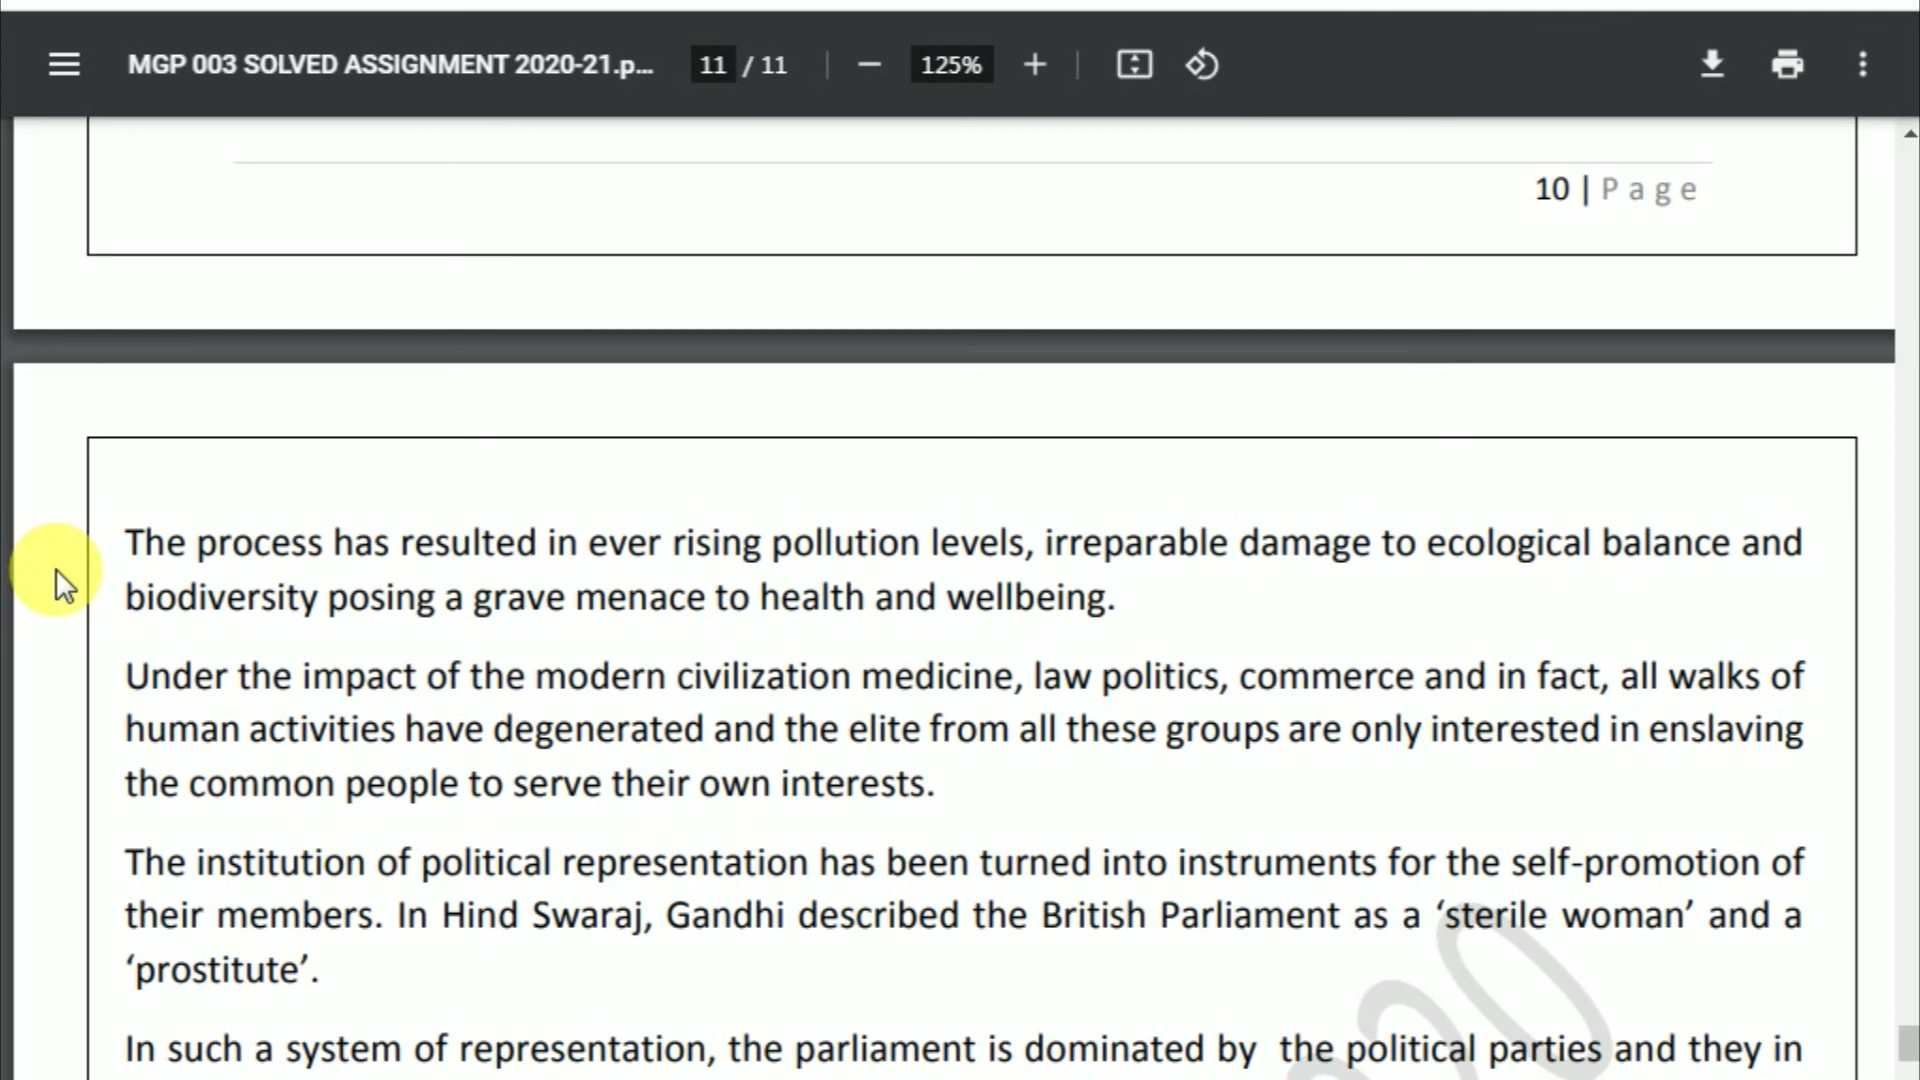 MGP 003 SOLVED ASSIGNMENT 2020-21.p... 11 / 11 125%
10 | Page
The process has resulted in ever rising pollution levels, irreparable damage to ecological balance and
biodiversity posing a grave menace to health and wellbeing.
Under the impact of the modern civilization medicine, law politics, commerce and in fact, all walks of
human activities have degenerated and the elite from all these groups are only interested in enslaving
the common people to serve their own interests.
The institution of political representation has been turned into instruments for the self-promotion of
their members. In Hind Swaraj, Gandhi described the British Parliament as a ‘sterile woman’ and a
‘prostitute’.
In such a system of representation, the parliament is dominated by the political parties and they in